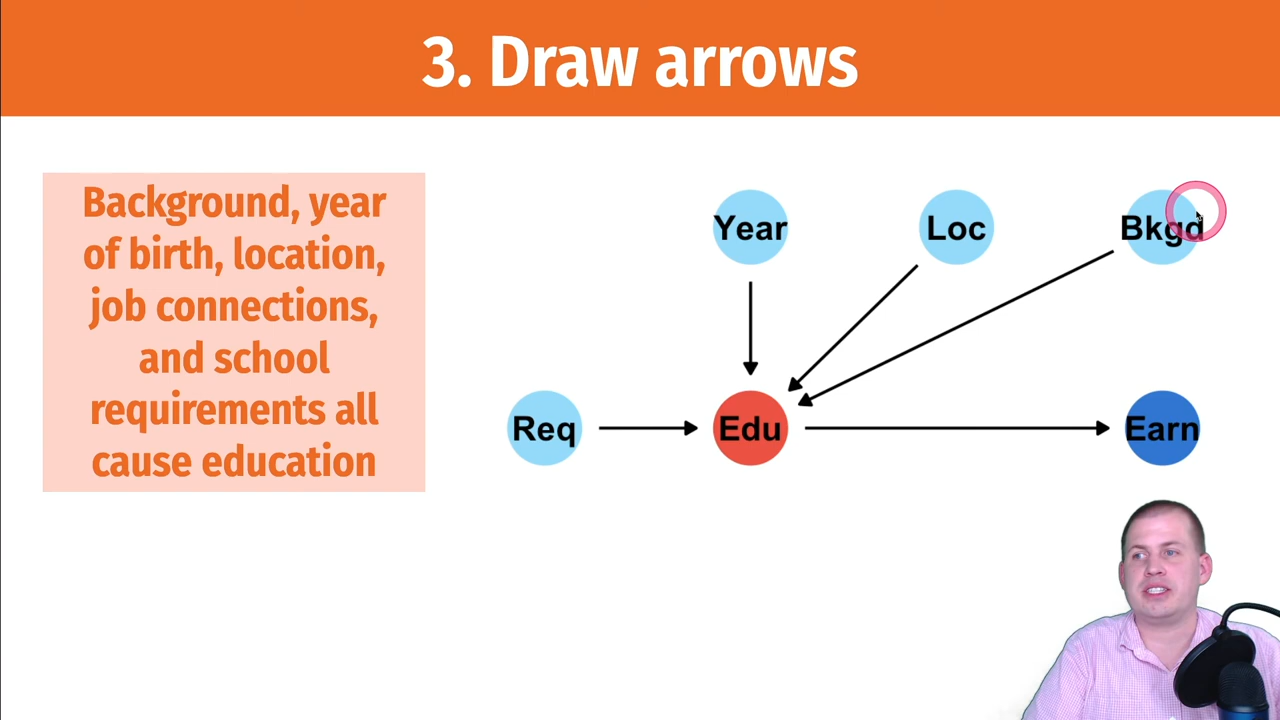 3. Draw arrows
Background, year
of birth, location,
job connections,
and school
requirements all
cause education
Year Loc Bkgd
Req Edu Earn